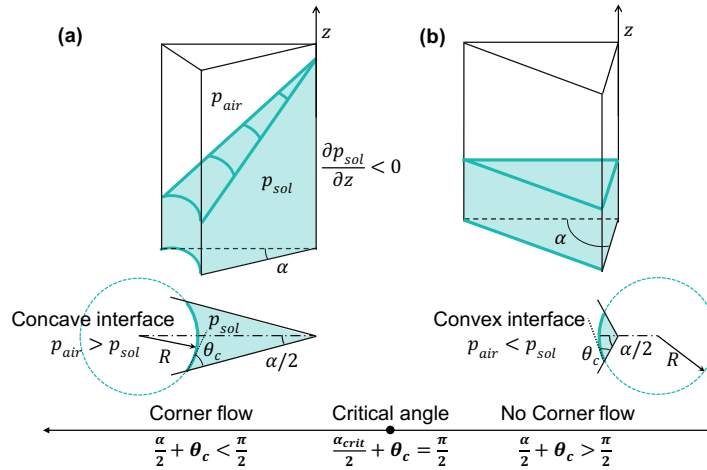 (a)
z
p_air
p_sol
∂p_sol/∂z < 0
α
(b)
z
α
Concave interface
p_air > p_sol
p_sol
R
θ_c
α/2
Convex interface
p_air < p_sol
θ_c
α/2
R
Corner flow
α/2 + θ_c < π/2
Critical angle
α_crit/2 + θ_c = π/2
No Corner flow
α/2 + θ_c > π/2